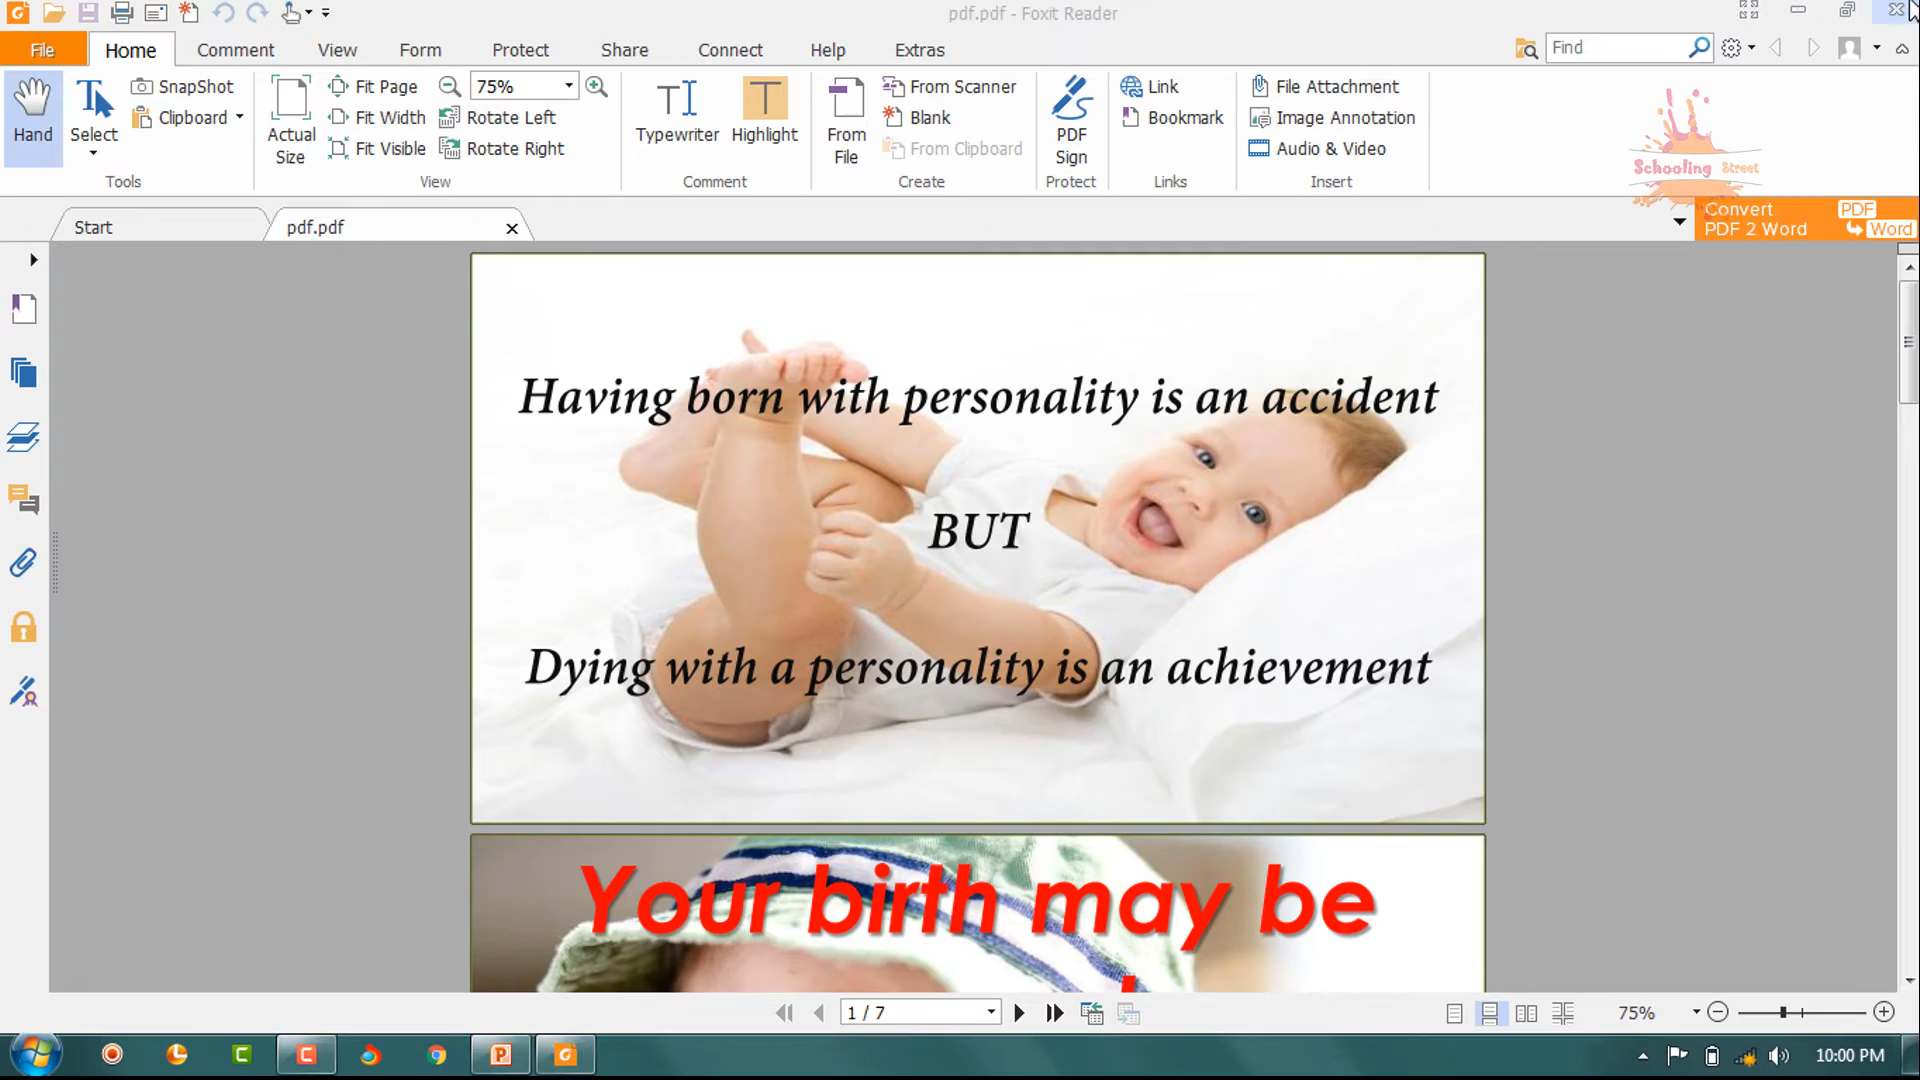 pdf.pdf - Foxit Reader
File Home Comment View Form Protect Share Connect Help Extras Find
Hand
Select
SnapShot
Clipboard
Tools
Actual Size
Fit Page
Fit Width
Fit Visible
75%
Rotate Left
Rotate Right
View
Typewriter
Highlight
Comment
From File
From Scanner
Blank
From Clipboard
Create
PDF Sign
Protect
Link
Bookmark
Links
File Attachment
Image Annotation
Audio & Video
Insert
Schooling Street
Start
pdf.pdf
Convert PDF
PDF 2 Word Word
Having born with personality is an accident
BUT
Dying with a personality is an achievement
Your birth may be
1 / 7
75%
10:00 PM